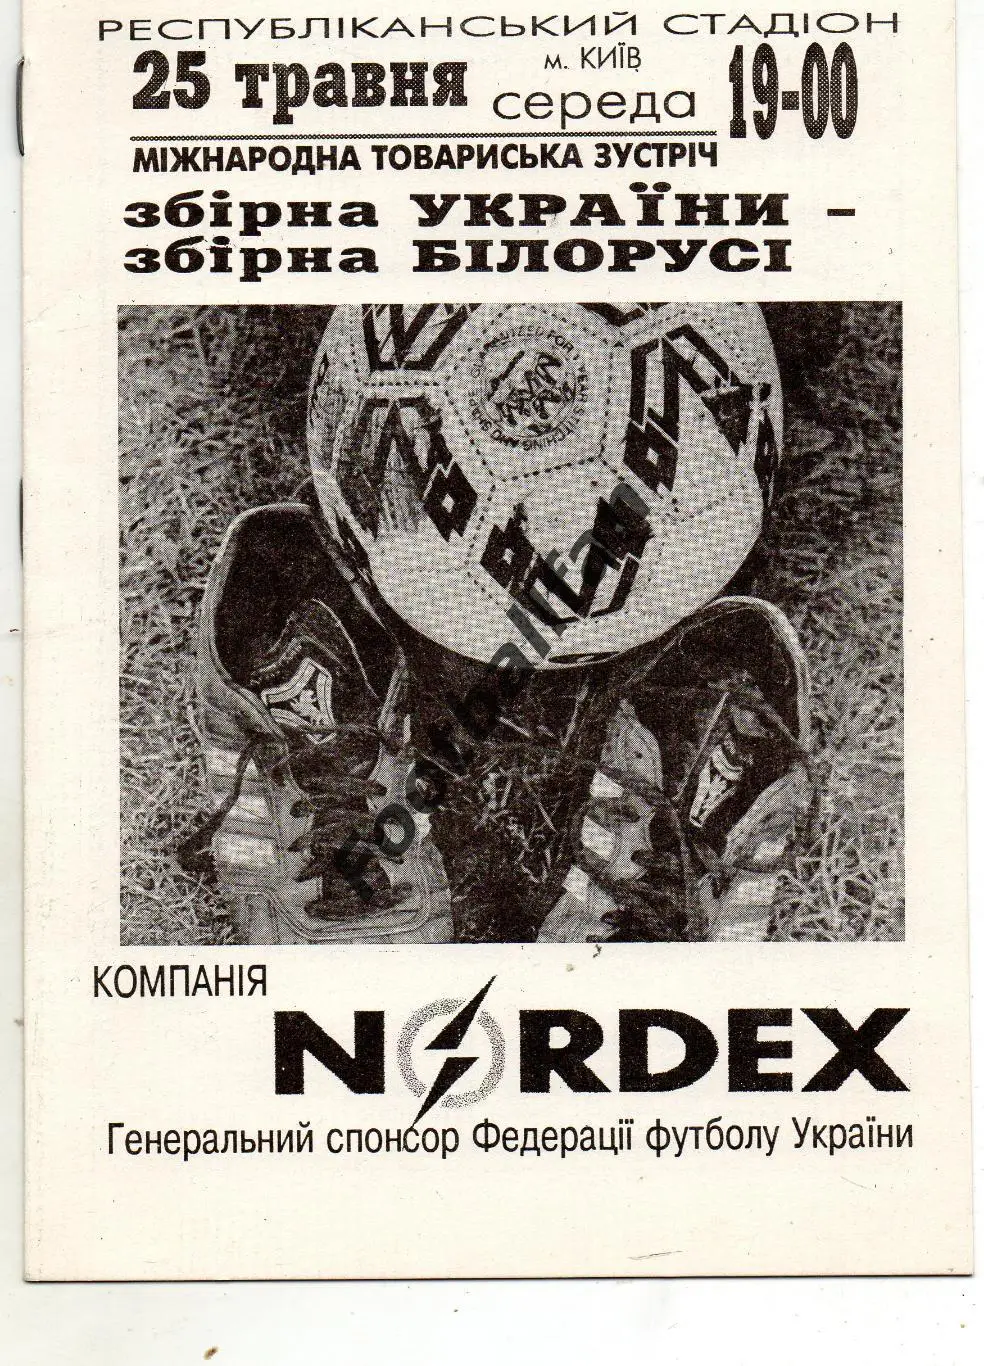 РЕСПУБЛІКАНСЬКИЙ СТАДІОН
25 травня
м. КИЇВ
середа
19-00
МІЖНАРОДНА ТОВАРИСЬКА ЗУСТРІЧ
збірна УКРАЇНИ -
збірна БІЛОРУСІ
Footballfan
КОМПАНІЯ
NORDEX
Генеральний спонсор Федерації футболу України